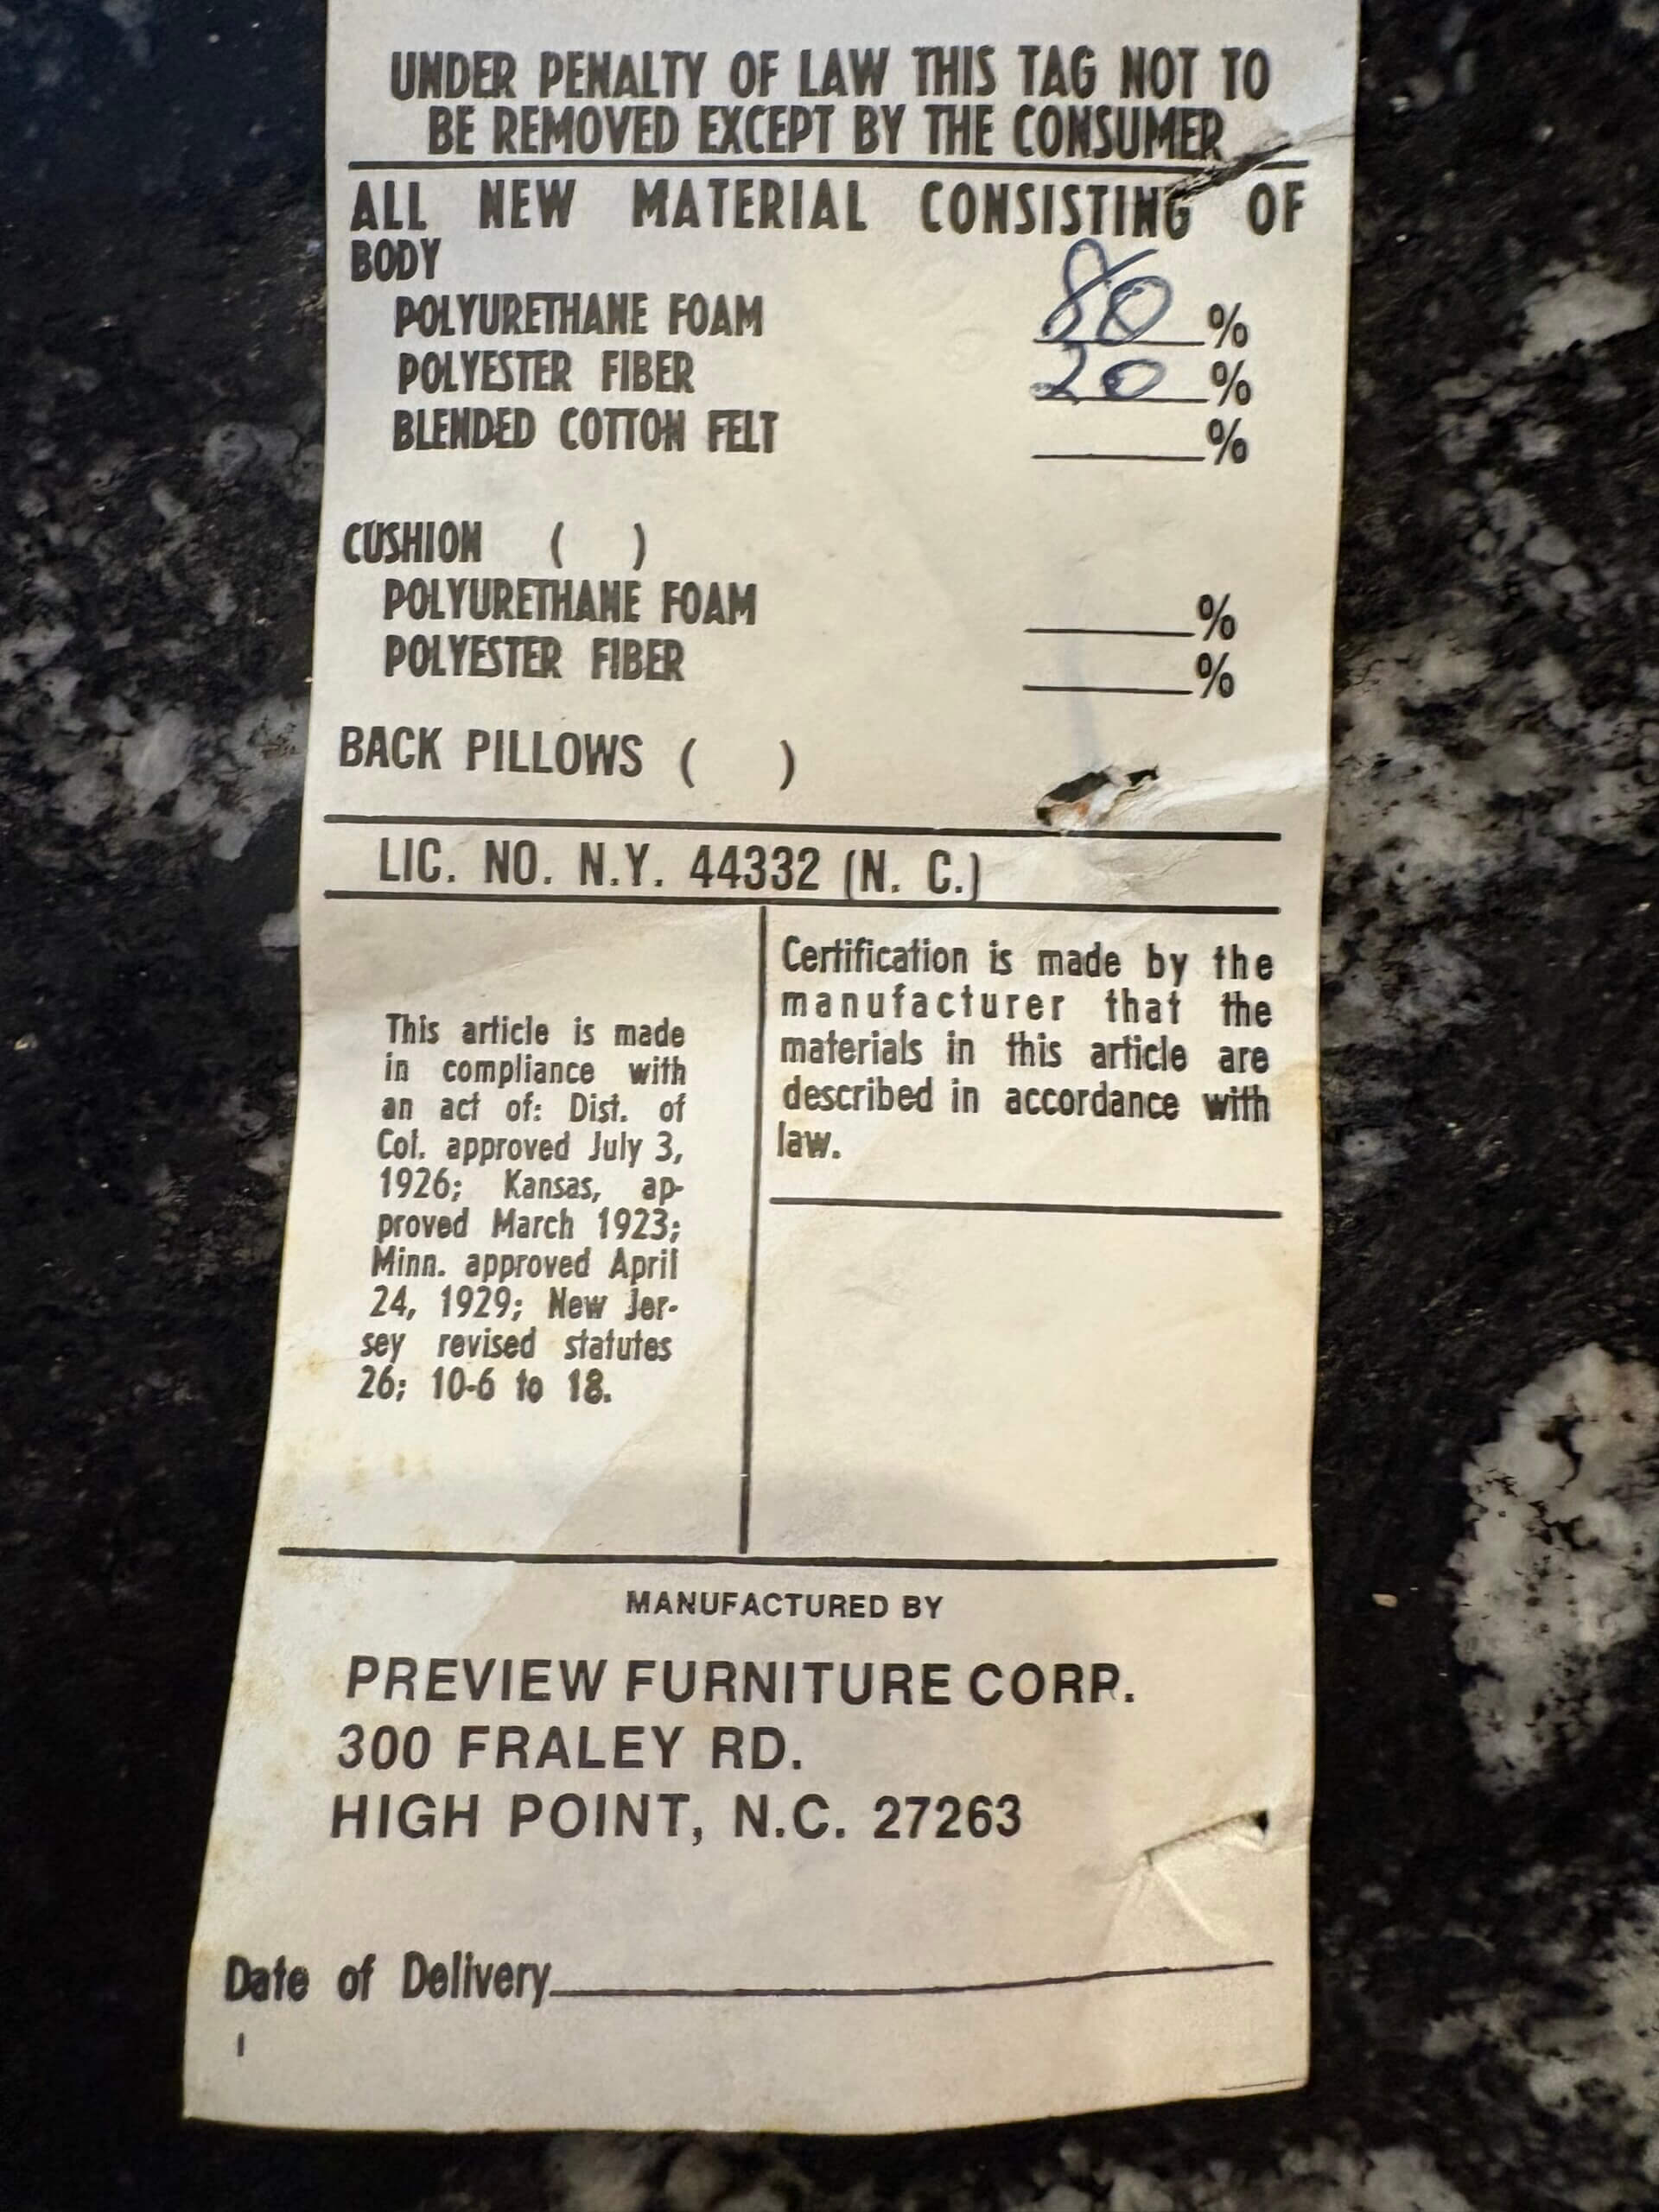 UNDER PENALTY OF LAW THIS TAG NOT TO
BE REMOVED EXCEPT BY THE CONSUMER
ALL NEW MATERIAL CONSISTING OF
BODY
POLYURETHANE FOAM 80 %
POLYESTER FIBER 20 %
BLENDED COTTON FELT %
CUSHION ( )
POLYURETHANE FOAM %
POLYESTER FIBER %
BACK PILLOWS ( )
LIC. NO. N.Y. 44332 (N. C.)
This article is made
in compliance with
an act of: Dist. of
Col. approved July 3,
1926; Kansas, ap-
proved March 1923;
Minn. approved April
24, 1929; New Jer-
sey revised statutes
26; 10-6 to 18.
Certification is made by the
manufacturer that the
materials in this article are
described in accordance with
law.
MANUFACTURED BY
PREVIEW FURNITURE CORP.
300 FRALEY RD.
HIGH POINT, N.C. 27263
Date of Delivery